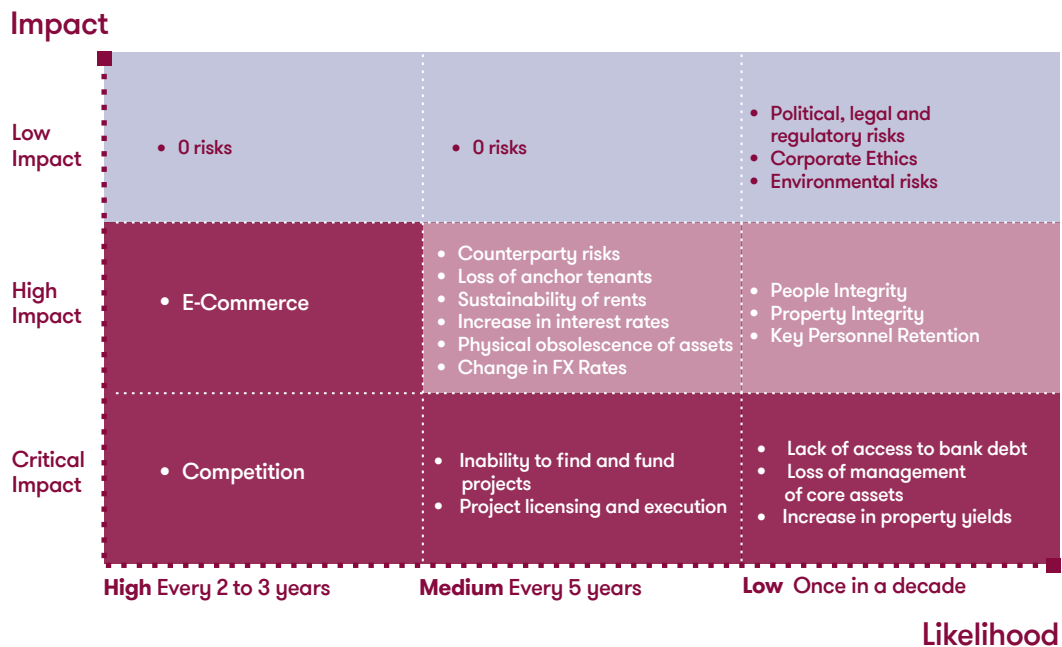 Impact
Low
Impact
• 0 risks
• 0 risks
• Political, legal and
regulatory risks
• Corporate Ethics
• Environmental risks
High
Impact
• E-Commerce
• Counterparty risks
• Loss of anchor tenants
• Sustainability of rents
• Increase in interest rates
• Physical obsolescence of assets
• Change in FX Rates
• People Integrity
• Property Integrity
• Key Personnel Retention
Critical
Impact
• Competition
• Inability to find and fund
projects
• Project licensing and execution
• Lack of access to bank debt
• Loss of management
of core assets
• Increase in property yields
High Every 2 to 3 years
Medium Every 5 years
Low Once in a decade
Likelihood